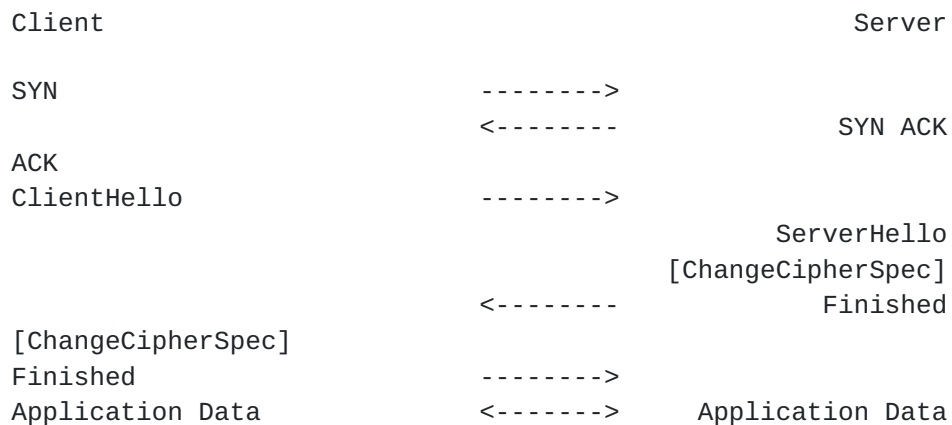 Client                                                Server

SYN                         -------->
                            <--------            SYN ACK
ACK
ClientHello                 -------->
                                             ServerHello
                                      [ChangeCipherSpec]
                            <--------           Finished
[ChangeCipherSpec]
Finished                    -------->
Application Data            <------->   Application Data